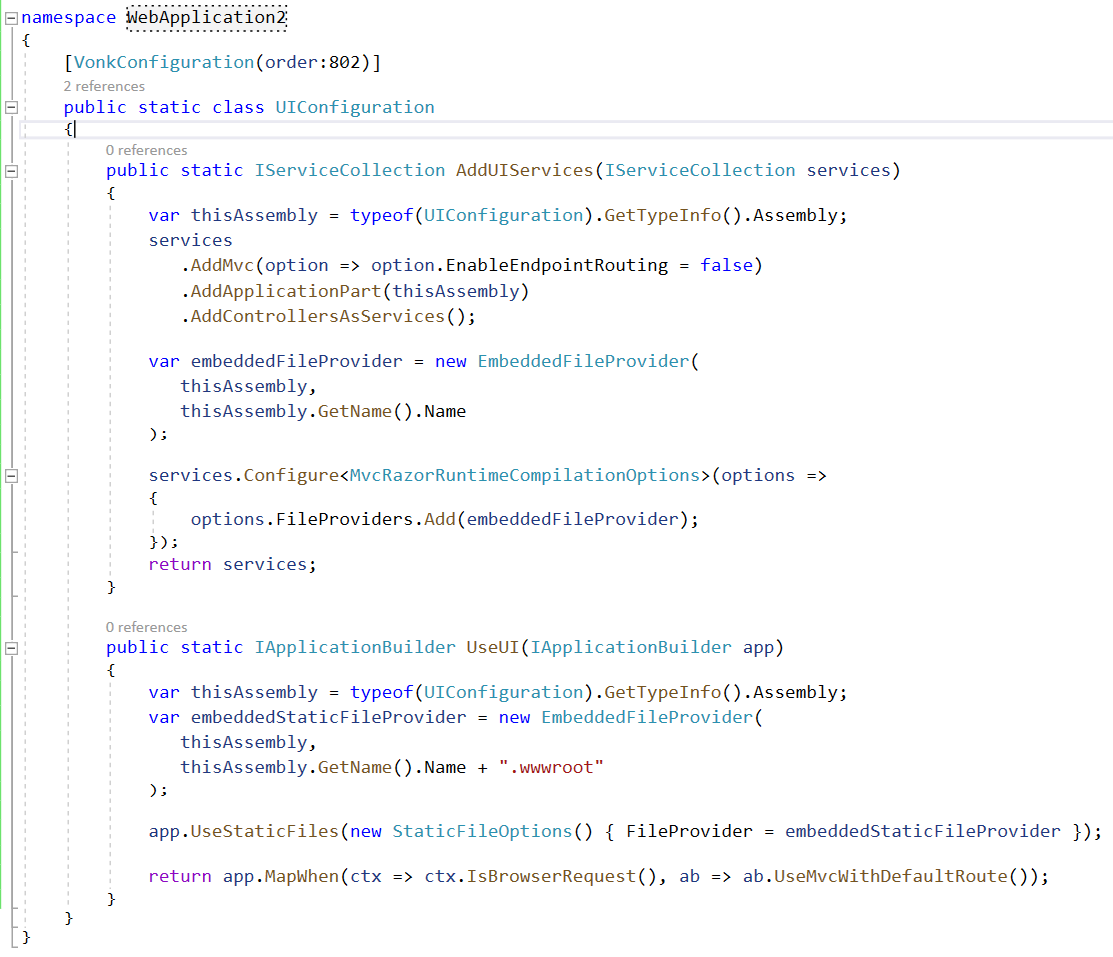 namespace WebApplication2
{
    [VonkConfiguration(order:802)]
    2 references
    public static class UIConfiguration
    {
        0 references
        public static IServiceCollection AddUIServices(IServiceCollection services)
        {
            var thisAssembly = typeof(UIConfiguration).GetTypeInfo().Assembly;
            services
               .AddMvc(option => option.EnableEndpointRouting = false)
               .AddApplicationPart(thisAssembly)
               .AddControllersAsServices();

            var embeddedFileProvider = new EmbeddedFileProvider(
               thisAssembly,
               thisAssembly.GetName().Name
            );

            services.Configure<MvcRazorRuntimeCompilationOptions>(options =>
            {
                options.FileProviders.Add(embeddedFileProvider);
            });
            return services;
        }

        0 references
        public static IApplicationBuilder UseUI(IApplicationBuilder app)
        {
            var thisAssembly = typeof(UIConfiguration).GetTypeInfo().Assembly;
            var embeddedStaticFileProvider = new EmbeddedFileProvider(
               thisAssembly,
               thisAssembly.GetName().Name + ".wwwroot"
            );

            app.UseStaticFiles(new StaticFileOptions() { FileProvider = embeddedStaticFileProvider });

            return app.MapWhen(ctx => ctx.IsBrowserRequest(), ab => ab.UseMvcWithDefaultRoute());
        }
    }
}